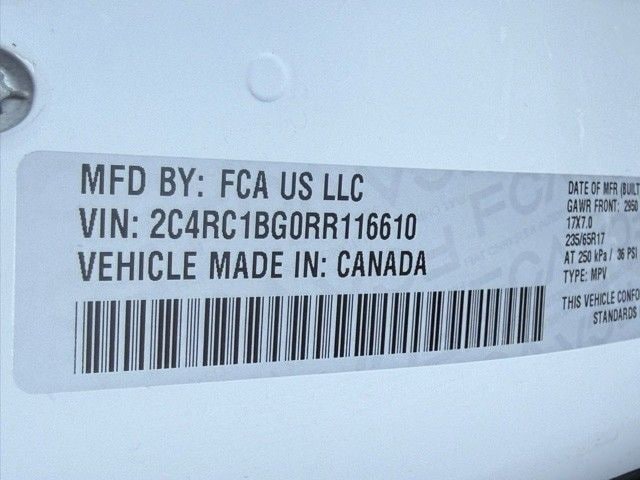 MFD BY: FCA US LLC
VIN: 2C4RC1BG0RR116610
VEHICLE MADE IN: CANADA
DATE OF MFR (BUILT
GAWR FRONT: 2950
17X7.0
235/65R17
AT 250 kPa / 36 PSI
TYPE: MPV
THIS VEHICLE
STANDARDS